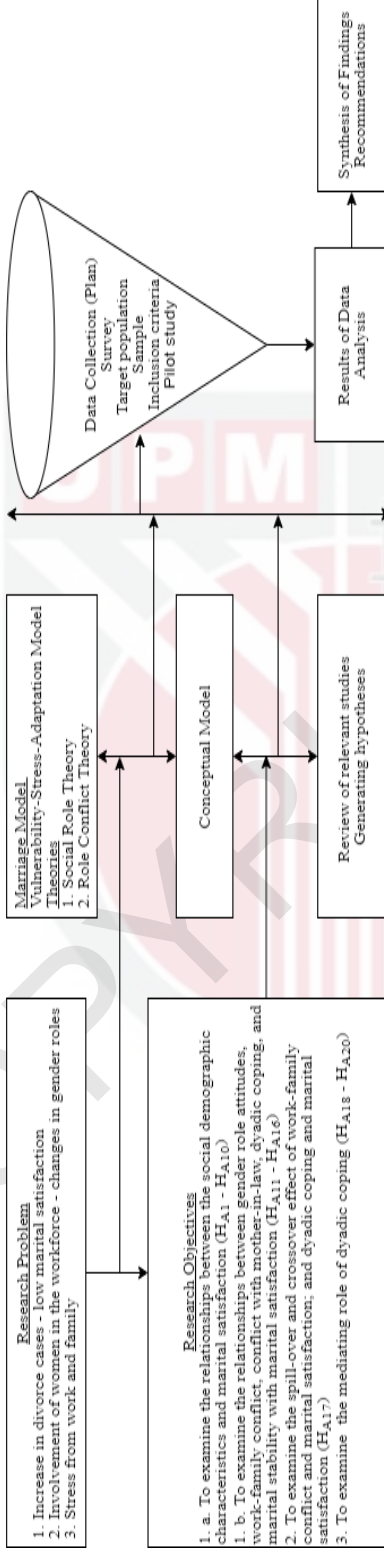 Research Problem
1. Increase in divorce cases - low marital satisfaction
2. Involvement of women in the workforce - changes in gender roles
3. Stress from work and family
Research Objectives
1. a. To examine the relationships between the social demographic
characteristics and marital satisfaction (HA1 - HA10)
1. b. To examine the relationships between gender role attitudes,
work-family conflict, conflict with mother-in-law, dyadic coping, and
marital stability with marital satisfaction (HA11 - HA16)
2. To examine the spill-over and crossover effect of work-family
conflict and marital satisfaction; and dyadic coping and marital
satisfaction (HA17)
3. To examine the mediating role of dyadic coping (HA18 - HA20)
Marriage Model
Vulnerability-Stress-Adaptation Model
Theories
1. Social Role Theory
2. Role Conflict Theory
Conceptual Model
Review of relevant studies
Generating hypotheses
Data Collection (Plan)
Survey
Target population
Sample
Inclusion criteria
Pilot study
Results of Data
Analysis
Synthesis of Findings
Recommendations
UPM
PYRI